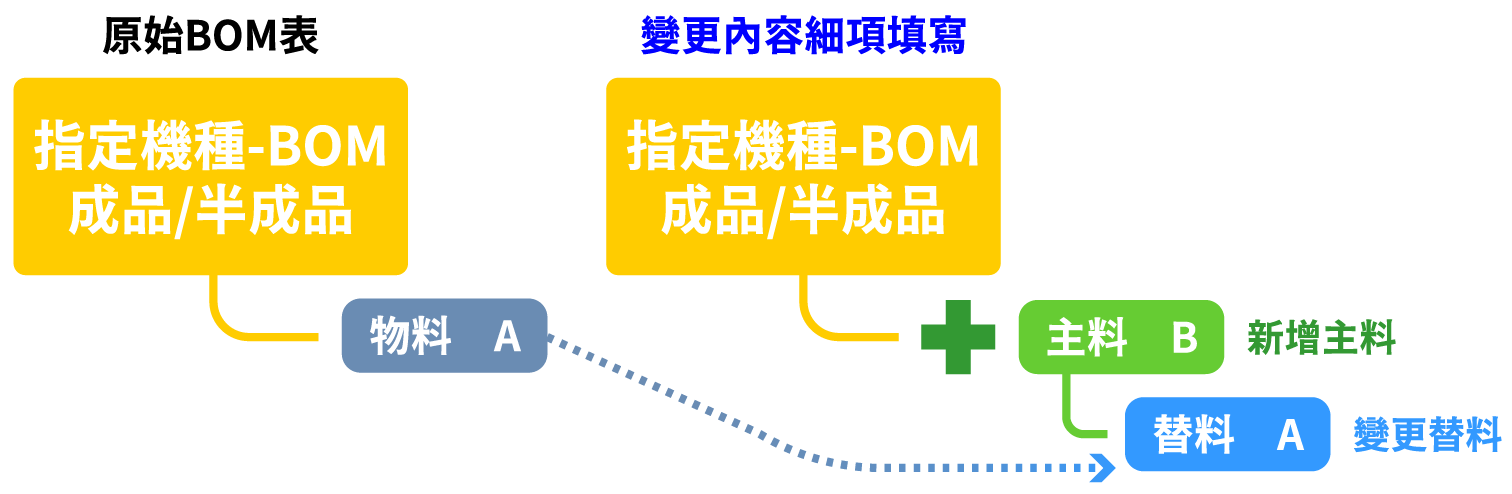 原始BOM表
變更內容細項填寫
指定機種-BOM
成品/半成品
指定機種-BOM
成品/半成品
物料 A
主料 B
新增主料
替料 A
變更替料